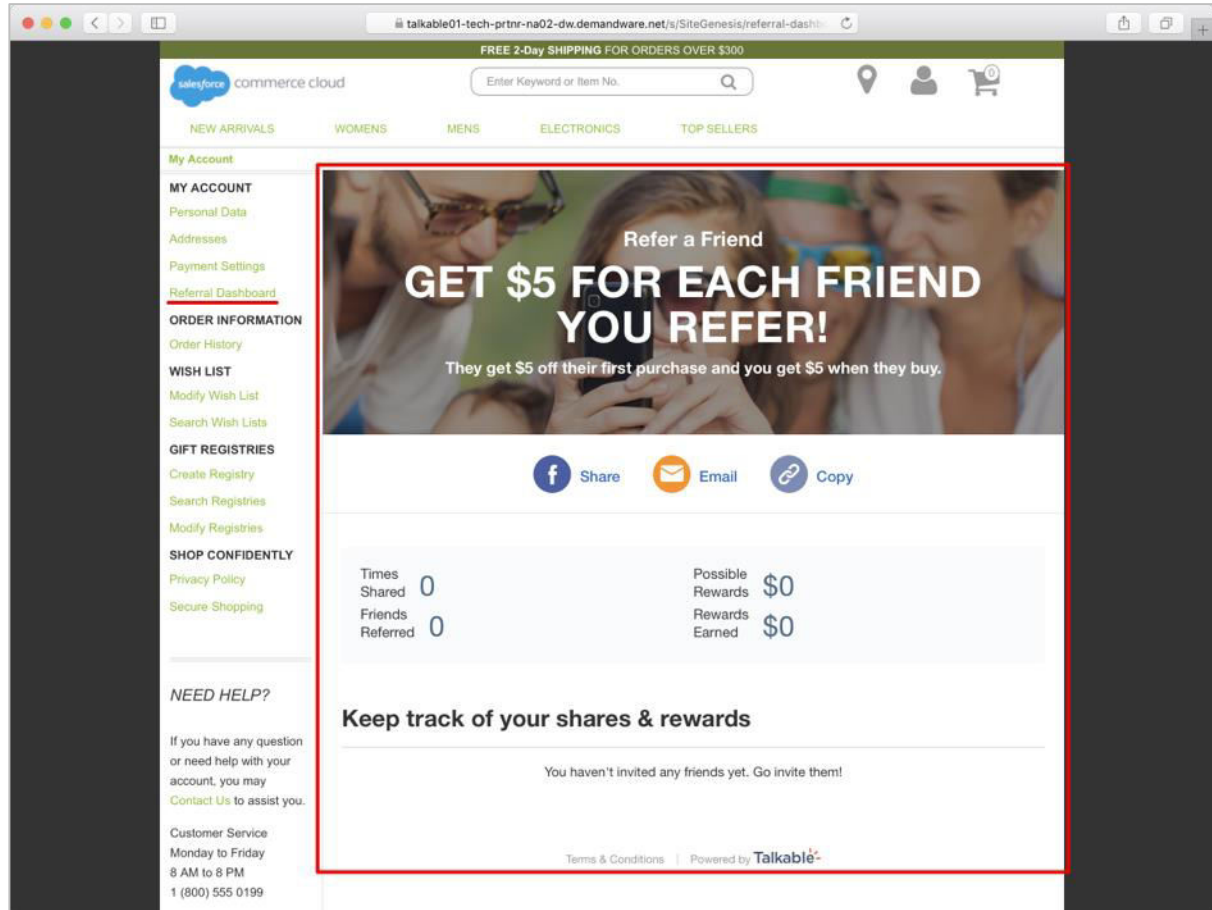 talkable01-tech-prtnr-na02-dw.demandware.net/s/SiteGenesis/referral-dashb
FREE 2-Day SHIPPING FOR ORDERS OVER $300
salesforce commerce cloud
Enter Keyword or Item No.
0
NEW ARRIVALS WOMENS MENS ELECTRONICS TOP SELLERS
My Account
MY ACCOUNT
Personal Data
Addresses
Payment Settings
Referral Dashboard
ORDER INFORMATION
Order History
WISH LIST
Modify Wish List
Search Wish Lists
GIFT REGISTRIES
Create Registry
Search Registries
Modify Registries
SHOP CONFIDENTLY
Privacy Policy
Secure Shopping
NEED HELP?
If you have any question
or need help with your
account, you may
Contact Us to assist you.
Customer Service
Monday to Friday
8 AM to 8 PM
1 (800) 555 0199
Refer a Friend
GET $5 FOR EACH FRIEND
YOU REFER!
They get $5 off their first purchase and you get $5 when they buy.
f Share Email Copy
Times
Shared 0
Friends
Referred 0
Possible
Rewards $0
Rewards
Earned $0
Keep track of your shares & rewards
You haven't invited any friends yet. Go invite them!
Terms & Conditions | Powered by Talkable